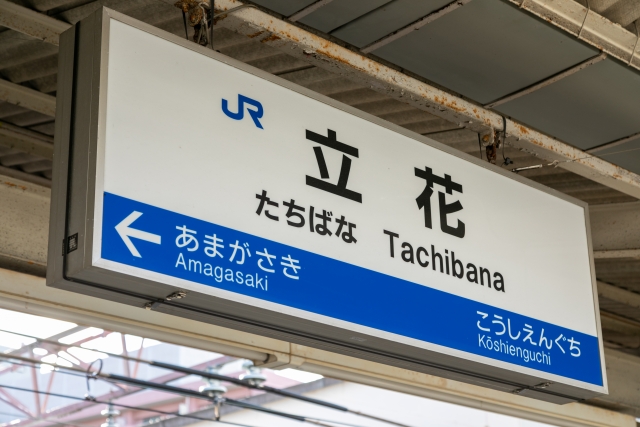 JR
立花
たちばな Tachibana
← あまがさき
Amagasaki
こうしえんぐち
Kōshienguchi